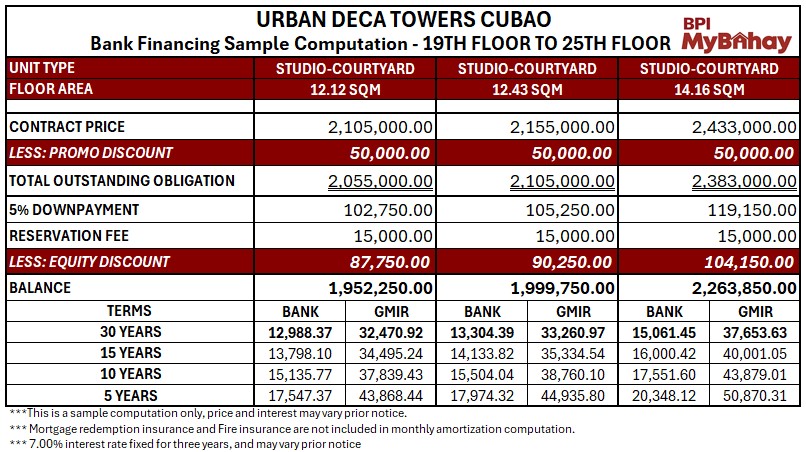 URBAN DECA TOWERS CUBAO
Bank Financing Sample Computation - 19TH FLOOR TO 25TH FLOOR
BPI
MyBahay
UNIT TYPE STUDIO-COURTYARD STUDIO-COURTYARD STUDIO-COURTYARD
FLOOR AREA 12.12 SQM 12.43 SQM 14.16 SQM
CONTRACT PRICE 2,105,000.00 2,155,000.00 2,433,000.00
LESS: PROMO DISCOUNT 50,000.00 50,000.00 50,000.00
TOTAL OUTSTANDING OBLIGATION 2,055,000.00 2,105,000.00 2,383,000.00
5% DOWNPAYMENT 102,750.00 105,250.00 119,150.00
RESERVATION FEE 15,000.00 15,000.00 15,000.00
LESS: EQUITY DISCOUNT 87,750.00 90,250.00 104,150.00
BALANCE 1,952,250.00 1,999,750.00 2,263,850.00
TERMS BANK GMIR BANK GMIR BANK GMIR
30 YEARS 12,988.37 32,470.92 13,304.39 33,260.97 15,061.45 37,653.63
15 YEARS 13,798.10 34,495.24 14,133.82 35,334.54 16,000.42 40,001.05
10 YEARS 15,135.77 37,839.43 15,504.04 38,760.10 17,551.60 43,879.01
5 YEARS 17,547.37 43,868.44 17,974.32 44,935.80 20,348.12 50,870.31
***This is a sample computation only, price and interest may vary prior notice.
*** Mortgage redemption insurance and Fire insurance are not included in monthly amortization computation.
*** 7.00% interest rate fixed for three years, and may vary prior notice